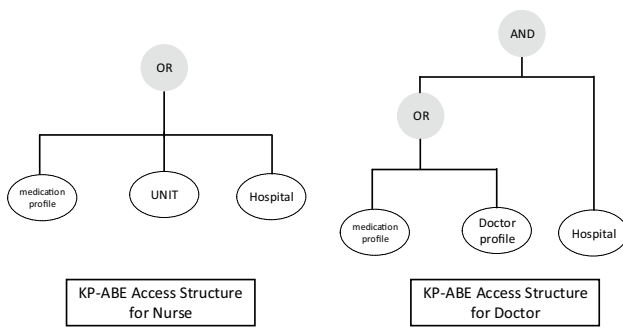 OR
medication
profile
UNIT
Hospital
KP-ABE Access Structure
for Nurse
AND
OR
medication
profile
Doctor
profile
Hospital
KP-ABE Access Structure
for Doctor